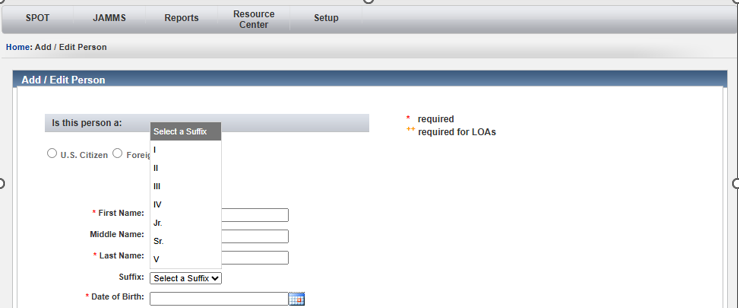 SPOT JAMMS Reports Resource Center Setup
Home: Add / Edit Person
Add / Edit Person
Is this person a:
* required
++ required for LOAs
U.S. Citizen
Select a Suffix
I
II
III
IV
Jr.
Sr.
V
* First Name:
Middle Name:
* Last Name:
Suffix: Select a Suffix
* Date of Birth: